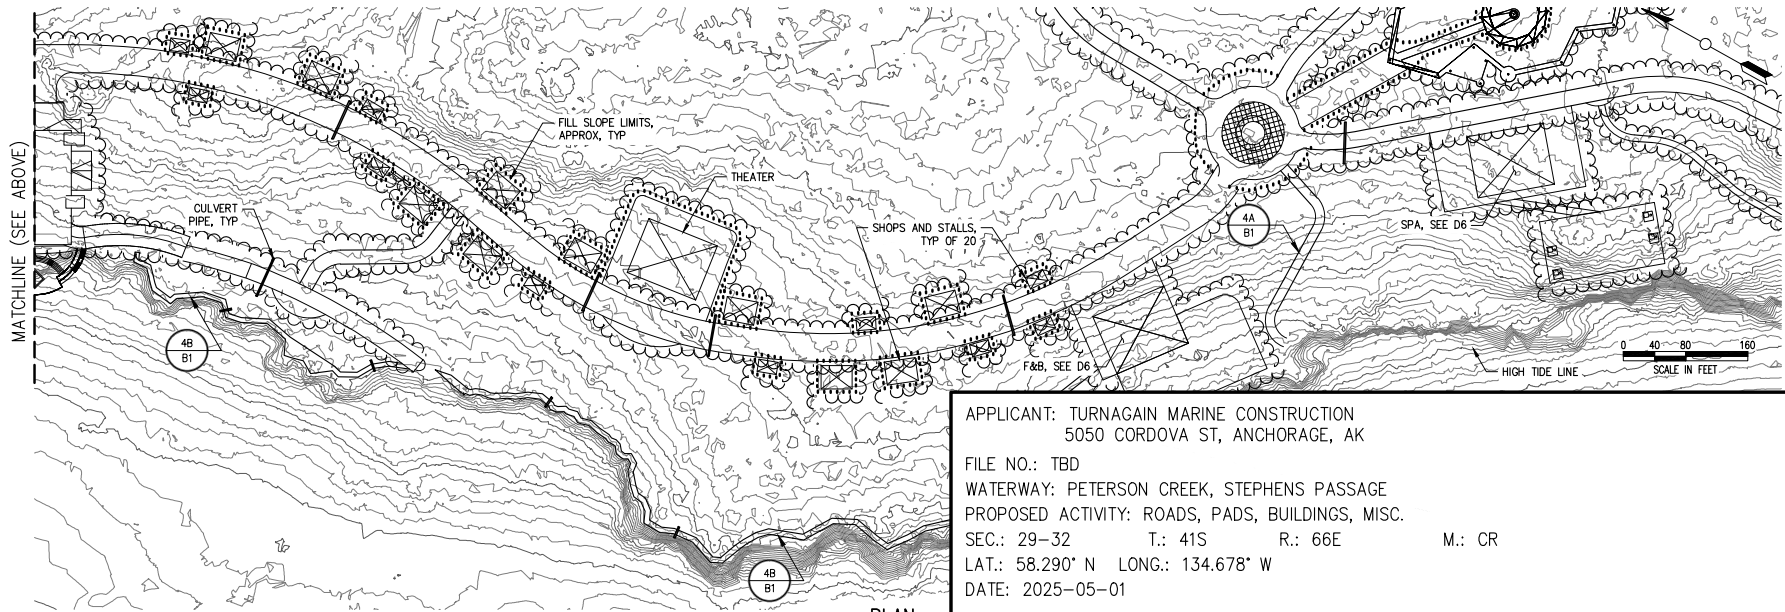 MATCHLINE (SEE ABOVE)
FILL SLOPE LIMITS,
APPROX, TYP
THEATER
CULVERT
PIPE, TYP
SHOPS AND STALLS,
TYP OF 20
4A
B1
SPA, SEE D6
4B
B1
F&B, SEE D6
HIGH TIDE LINE
0 40 80 160
SCALE IN FEET
4B
B1
APPLICANT: TURNAGAIN MARINE CONSTRUCTION
5050 CORDOVA ST, ANCHORAGE, AK
FILE NO.: TBD
WATERWAY: PETERSON CREEK, STEPHENS PASSAGE
PROPOSED ACTIVITY: ROADS, PADS, BUILDINGS, MISC.
SEC.: 29-32 T.: 41S R.: 66E M.: CR
LAT.: 58.290° N LONG.: 134.678° W
DATE: 2025-05-01
PLAN